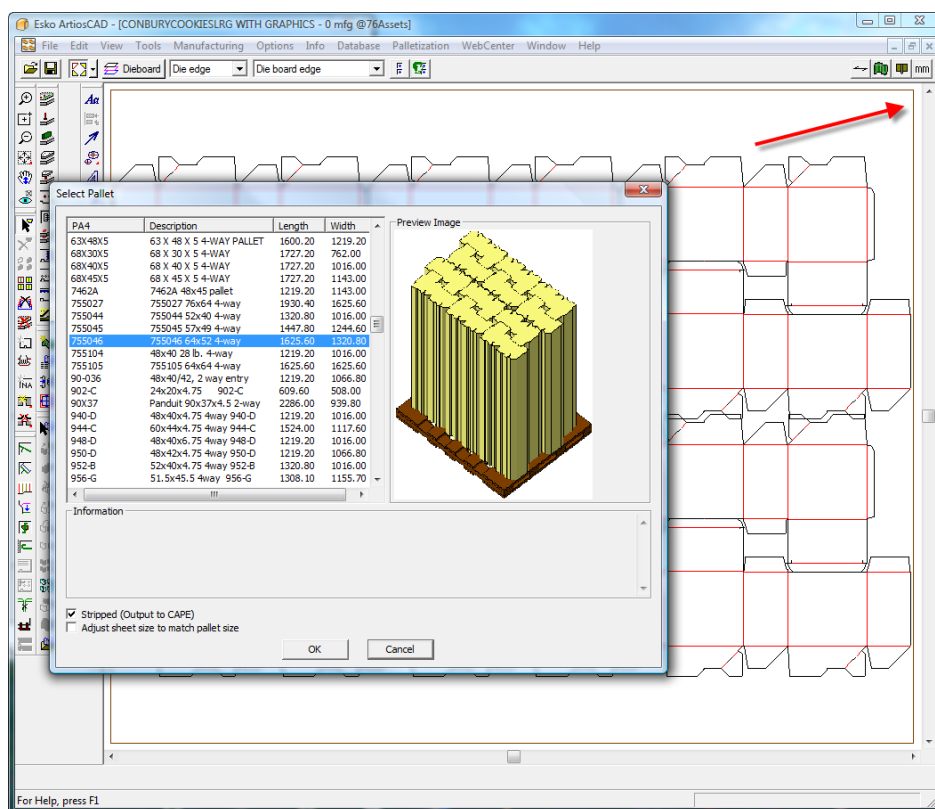 Esko ArtiosCAD - [CONBURYCOOKIESLRG WITH GRAPHICS - 0 mfg @76Assets]
File Edit View Tools Manufacturing Options Info Database Palletization WebCenter Window Help
Dieboard Die edge Die board edge mm
Select Pallet
PA4 Description Length Width
63X48X5 63 X 48 X 5 4-WAY PALLET 1600.20 1219.20
68X30X5 68 X 30 X 5 4-WAY 1727.20 762.00
68X40X5 68 X 40 X 5 4-WAY 1727.20 1016.00
68X45X5 68 X 45 X 5 4-WAY 1727.20 1143.00
7462A 7462A 48x45 pallet 1219.20 1143.00
755027 755027 76x64 4-way 1930.40 1625.60
755044 755044 52x40 4-way 1320.80 1016.00
755045 755045 57x49 4-way 1447.80 1244.60
755046 755046 64x52 4-way 1625.60 1320.80
755104 48x40 28 lb. 4-way 1219.20 1016.00
755105 755105 64x64 4-way 1625.60 1625.60
90-036 48x40/42, 2 way entry 1219.20 1066.80
902-C 24x20x4.75 902-C 609.60 508.00
90X37 Panduit 90x37x4.5 2-way 2286.00 939.80
940-D 48x40x4.75 4way 940-D 1219.20 1016.00
944-C 60x44x4.75 4way 944-C 1524.00 1117.60
948-D 48x40x6.75 4way 948-D 1219.20 1016.00
950-D 48x42x4.75 4way 950-D 1219.20 1066.80
952-B 52x40x4.75 4way 952-B 1320.80 1016.00
956-G 51.5x45.5 4way 956-G 1308.10 1155.70
Preview Image
Information
Stripped (Output to CAPE)
Adjust sheet size to match pallet size
OK Cancel
For Help, press F1